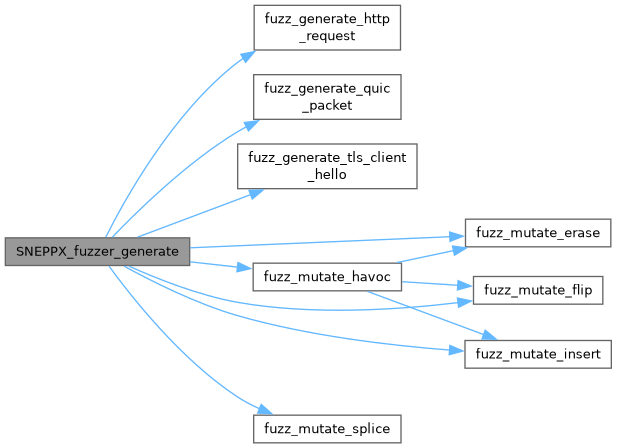 fuzz_generate_http
_request
fuzz_generate_quic
_packet
fuzz_generate_tls_client
_hello
SNEPPX_fuzzer_generate
fuzz_mutate_havoc
fuzz_mutate_erase
fuzz_mutate_flip
fuzz_mutate_insert
fuzz_mutate_splice